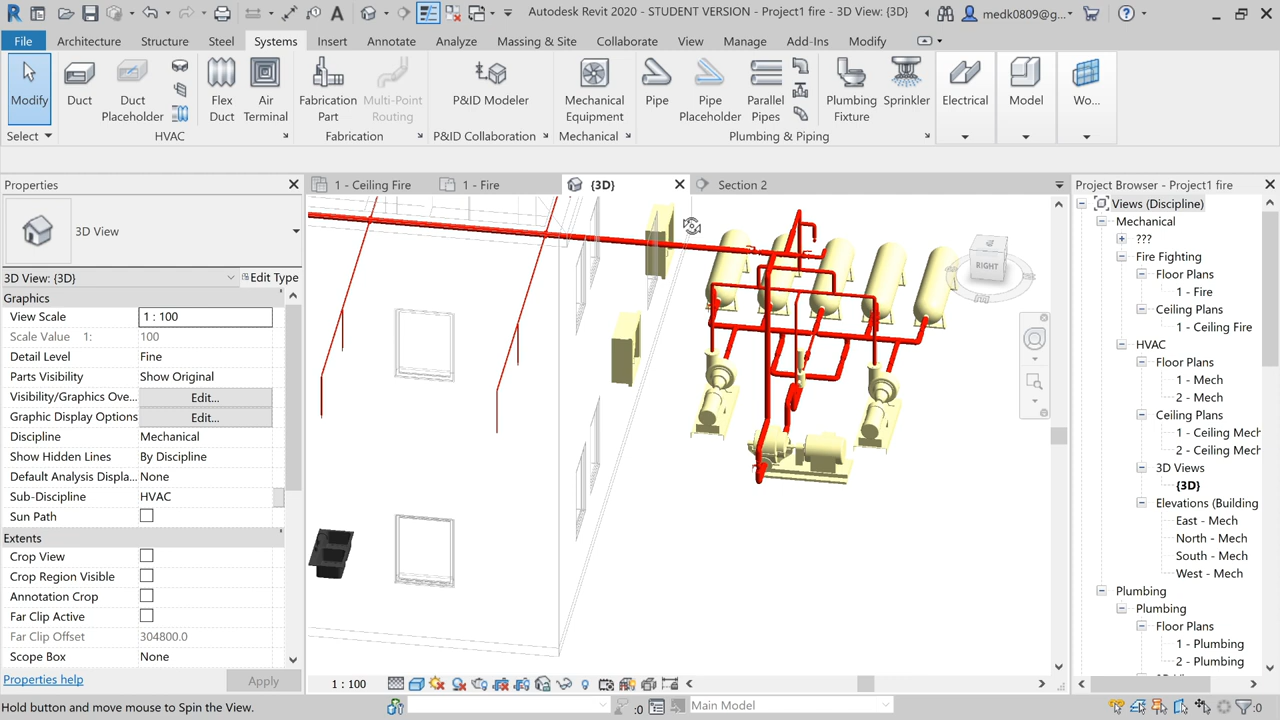 Autodesk Revit 2020 - STUDENT VERSION - Project1 fire - 3D View: {3D}
medk0809@g...
File Architecture Structure Steel Systems Insert Annotate Analyze Massing & Site Collaborate View Manage Add-Ins Modify
Modify
Duct
Duct Placeholder
Flex Duct
Air Terminal
Fabrication Part
Multi-Point Routing
P&ID Modeler
Mechanical Equipment
Pipe
Pipe Placeholder
Parallel Pipes
Plumbing Fixture
Sprinkler
Electrical
Model
Wo...
Select HVAC Fabrication P&ID Collaboration Mechanical Plumbing & Piping
Properties
1 - Ceiling Fire
1 - Fire
{3D}
Section 2
Project Browser - Project1 fire
3D View
3D View: {3D}
Edit Type
Graphics
View Scale 1 : 100
Scale Value 1: 100
Detail Level Fine
Parts Visibility Show Original
Visibility/Graphics Ove... Edit...
Graphic Display Options Edit...
Discipline Mechanical
Show Hidden Lines By Discipline
Default Analysis Displa... None
Sub-Discipline HVAC
Sun Path
Extents
Crop View
Crop Region Visible
Annotation Crop
Far Clip Active
Far Clip Offset 304800.0
Scope Box None
Properties help
Apply
RIGHT
Views (Discipline)
Mechanical
???
Fire Fighting
Floor Plans
1 - Fire
Ceiling Plans
1 - Ceiling Fire
HVAC
Floor Plans
1 - Mech
2 - Mech
Ceiling Plans
1 - Ceiling Mech
2 - Ceiling Mech
3D Views
{3D}
Elevations (Building
East - Mech
North - Mech
South - Mech
West - Mech
Plumbing
Plumbing
Floor Plans
1 - Plumbing
2 - Plumbing
1 : 100
Hold button and move mouse to Spin the View.
:0
Main Model
:0